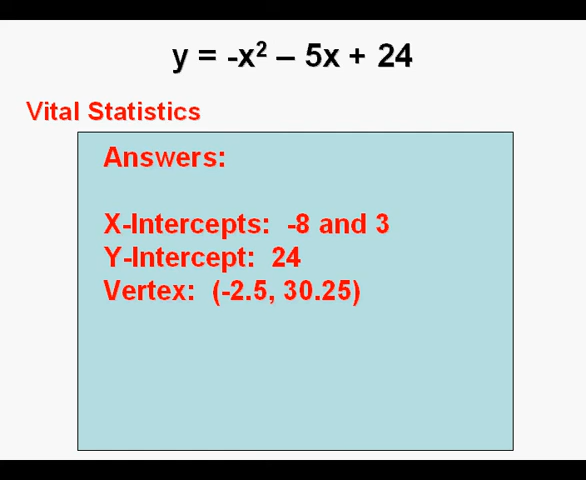 y = -x² – 5x + 24
Vital Statistics
Answers:
X-Intercepts: -8 and 3
Y-Intercept: 24
Vertex: (-2.5, 30.25)